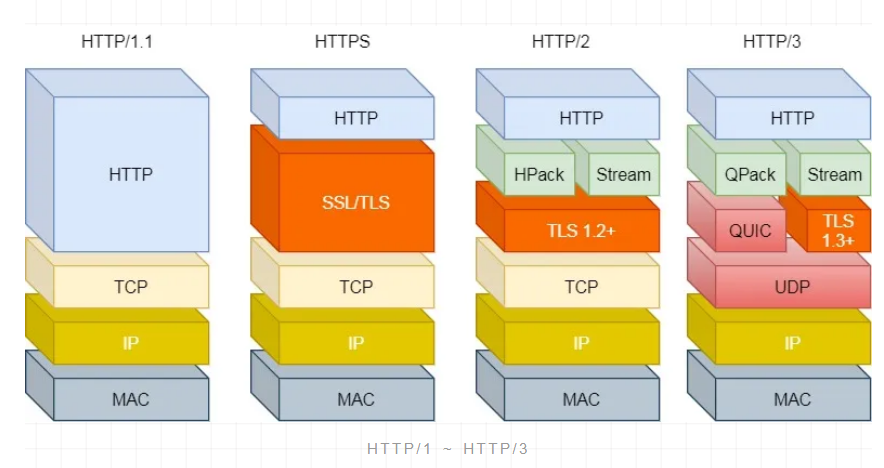 HTTP/1.1
HTTPS
HTTP/2
HTTP/3
HTTP
TCP
IP
MAC
HTTP
SSL/TLS
TCP
IP
MAC
HTTP
HPack
Stream
TLS 1.2+
TCP
IP
MAC
HTTP
QPack
Stream
QUIC
TLS
1.3+
UDP
IP
MAC
HTTP/1 ~ HTTP/3